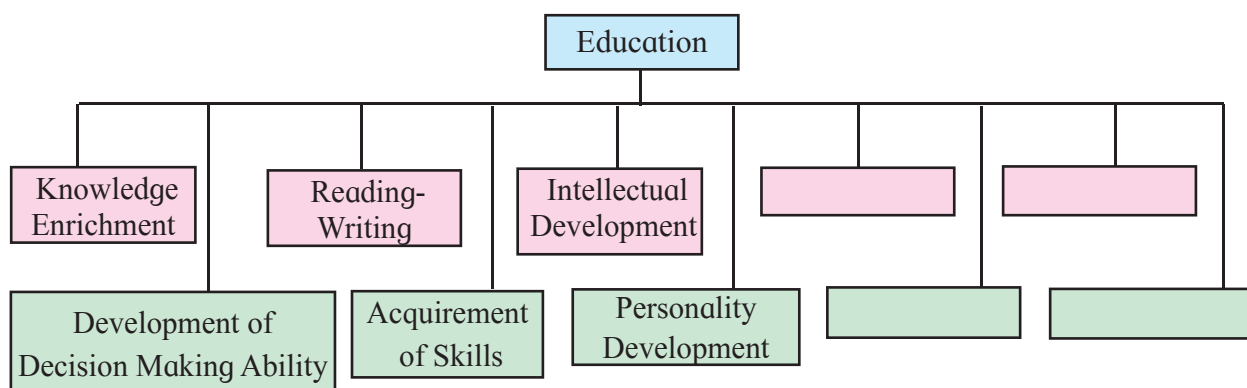 Education
Knowledge
Enrichment
Reading-
Writing
Intellectual
Development
Development of
Decision Making Ability
Acquirement
of Skills
Personality
Development